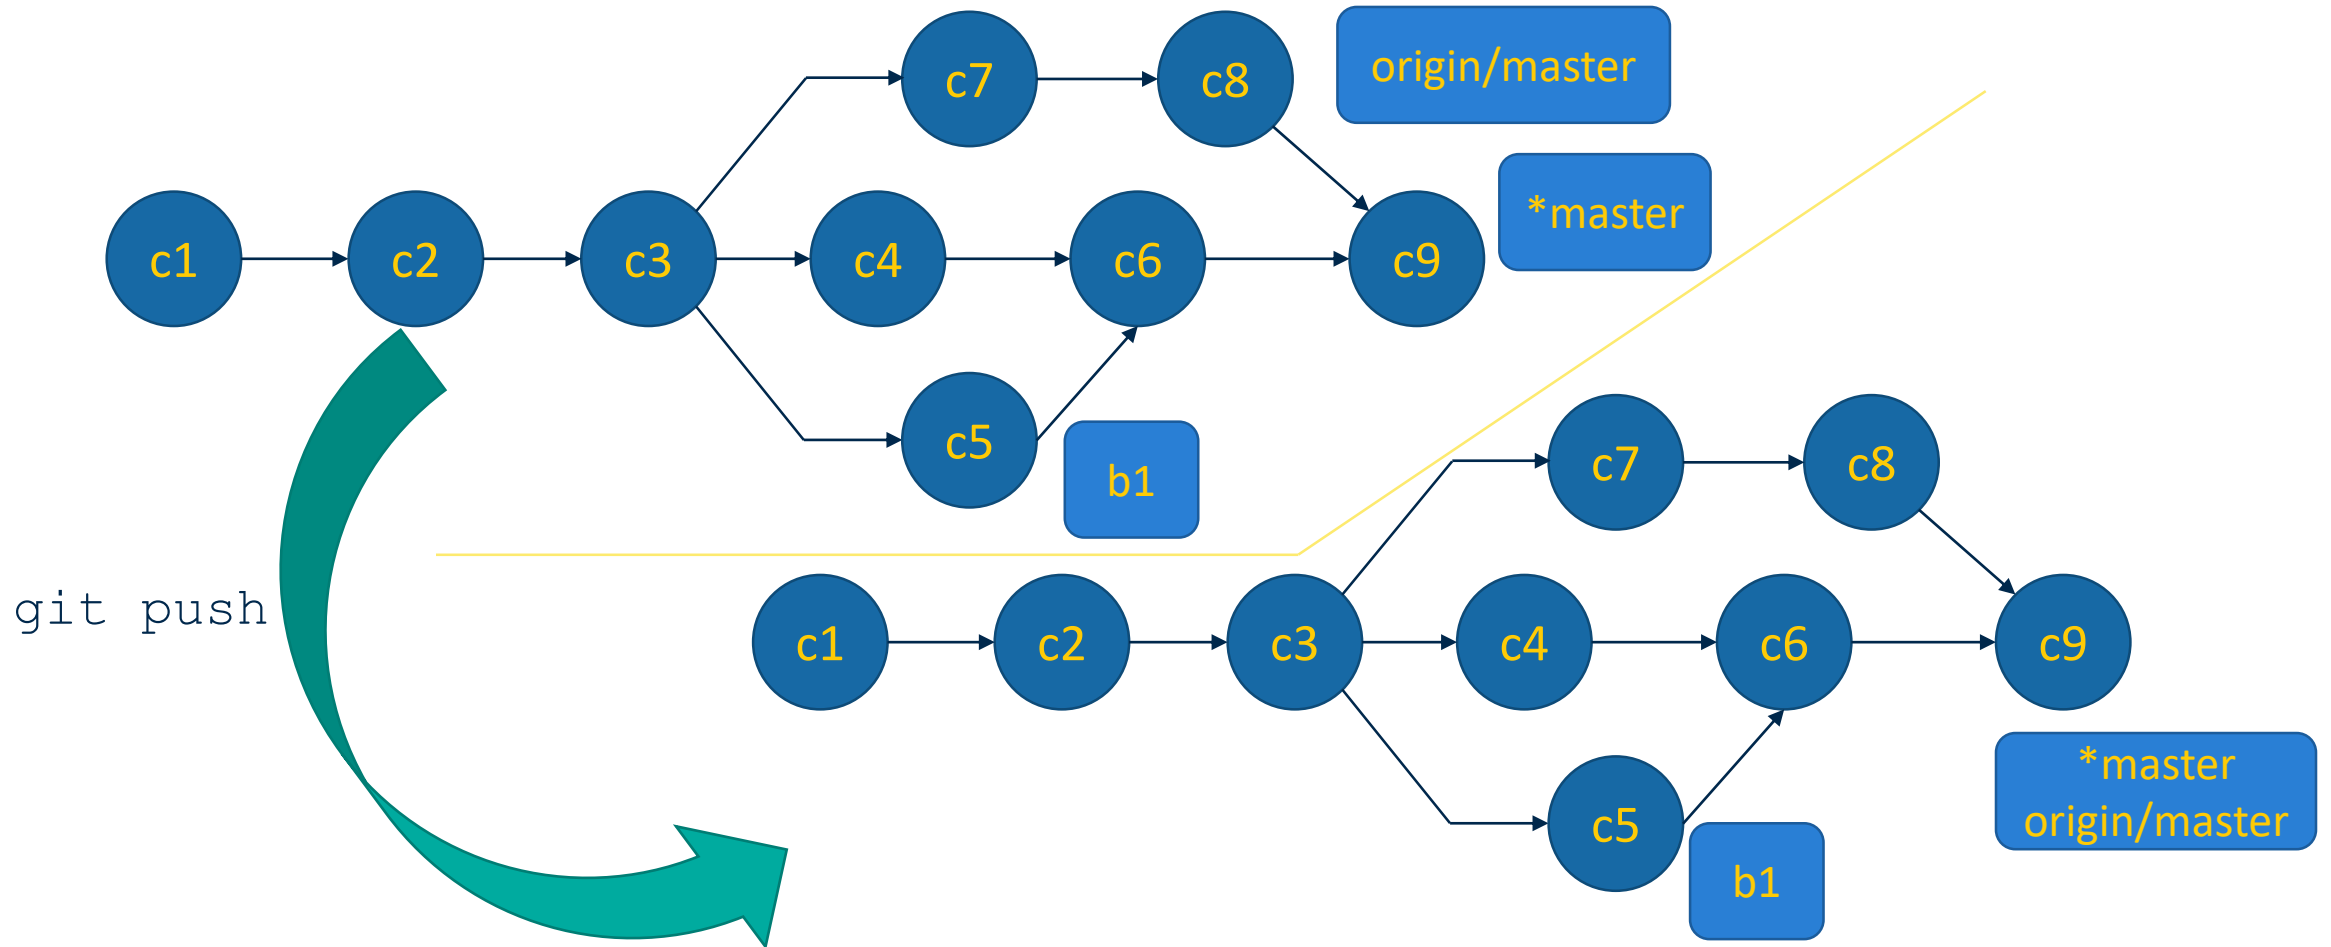 c7
c8
origin/master
*master
c1
c2
c3
c4
c6
c9
c5
b1
git push
c7
c8
c1
c2
c3
c4
c6
c9
*master
origin/master
c5
b1